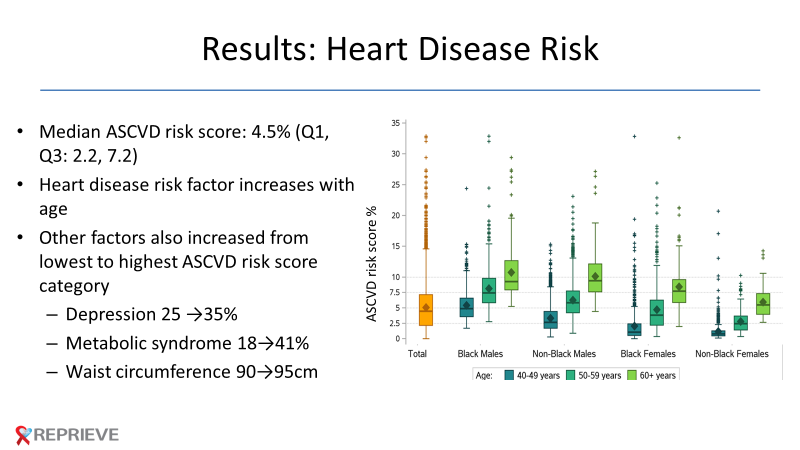 Results: Heart Disease Risk
• Median ASCVD risk score: 4.5% (Q1,
Q3: 2.2, 7.2)
• Heart disease risk factor increases with
age
• Other factors also increased from
lowest to highest ASCVD risk score
category
– Depression 25 →35%
– Metabolic syndrome 18→41%
– Waist circumference 90→95cm
ASCVD risk score %
35
30
25
20
15
10
7.5
5
2.5
0
Total Black Males Non-Black Males Black Females Non-Black Females
Age: 40-49 years 50-59 years 60+ years
REPRIEVE